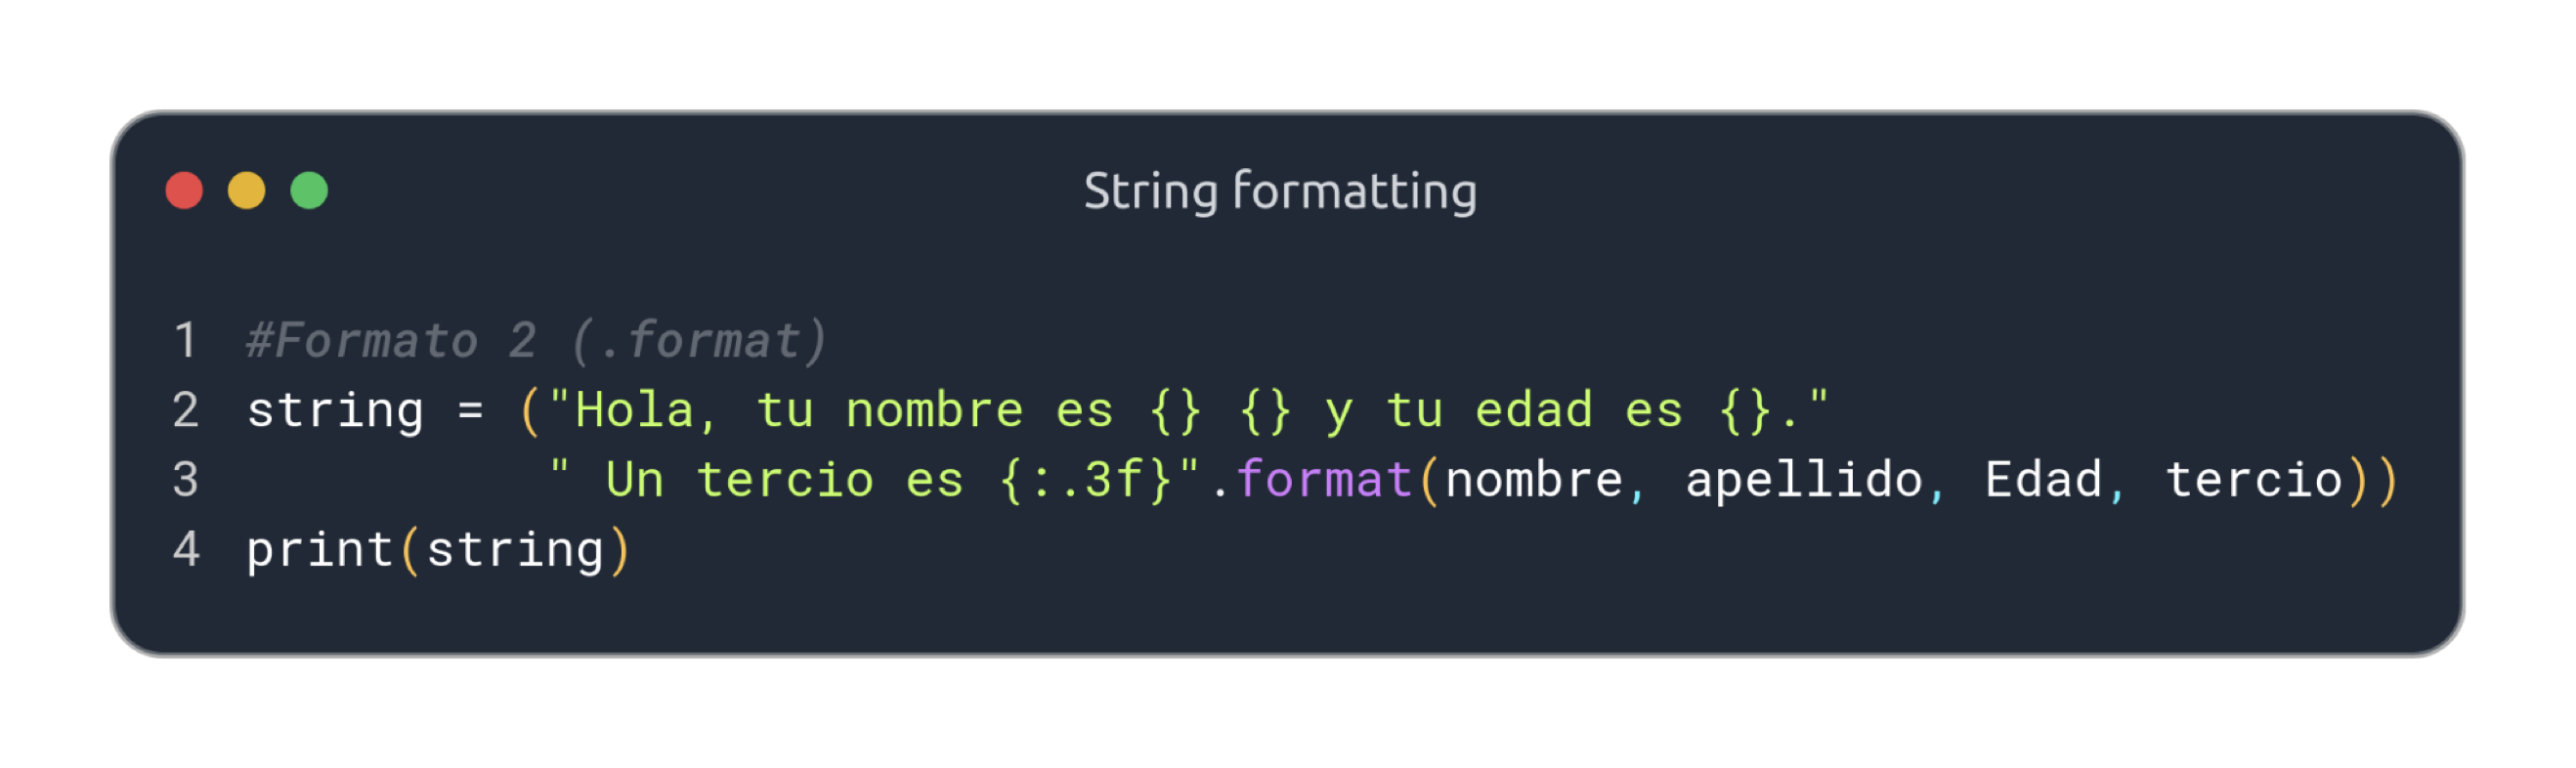 String formatting
1 #Formato 2 (.format)
2 string = ("Hola, tu nombre es {} {} y tu edad es {}."
3           " Un tercio es {:.3f}".format(nombre, apellido, Edad, tercio))
4 print(string)